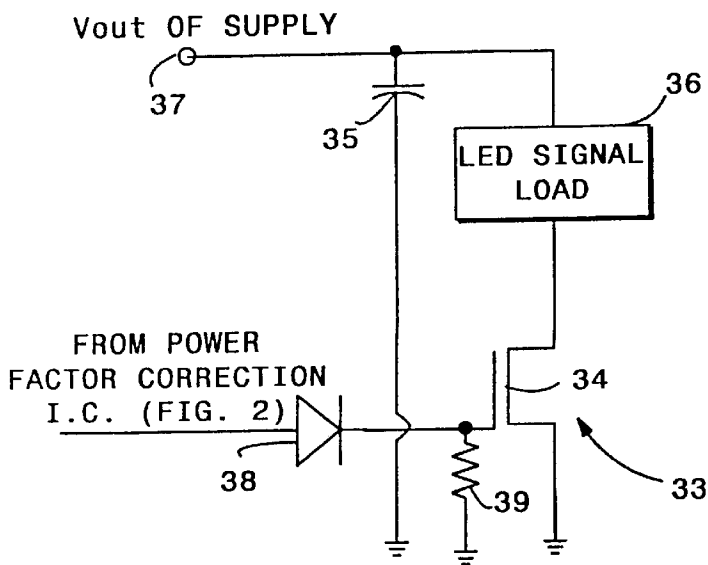 Vout OF SUPPLY
37
35
36
LED SIGNAL
LOAD
FROM POWER
FACTOR CORRECTION
I.C. (FIG. 2)
34
38
39
33